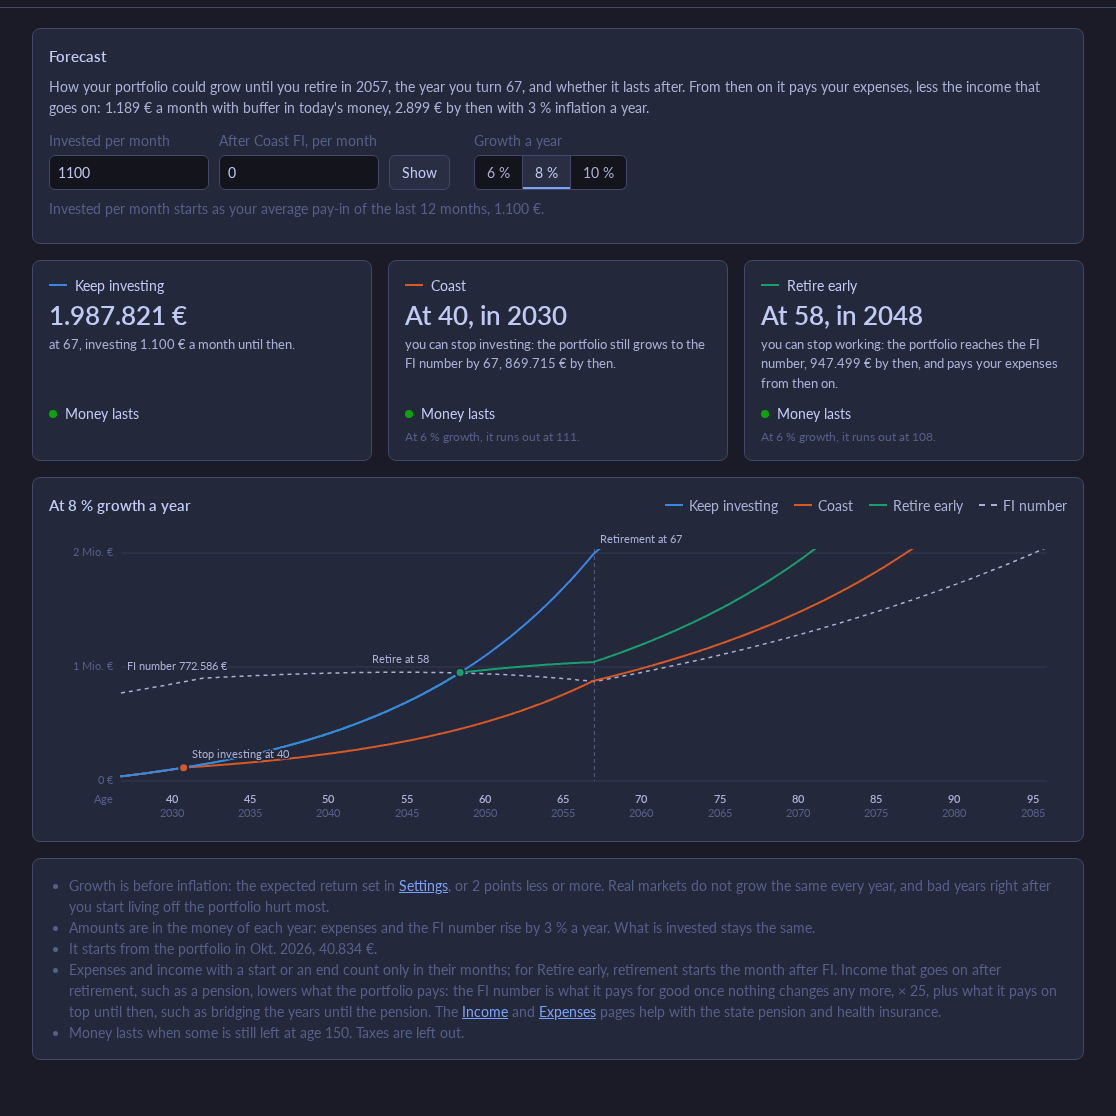 Forecast
How your portfolio could grow until you retire in 2057, the year you turn 67, and whether it lasts after. From then on it pays your expenses, less the income that
goes on: 1.189 € a month with buffer in today's money, 2.899 € by then with 3 % inflation a year.
Invested per month
After Coast FI, per month
Growth a year
1100
0
Show
6 %
8 %
10 %
Invested per month starts as your average pay-in of the last 12 months, 1.100 €.
Keep investing
1.987.821 €
at 67, investing 1.100 € a month until then.
Money lasts
Coast
At 40, in 2030
you can stop investing: the portfolio still grows to the
FI number by 67, 869.715 € by then.
Money lasts
At 6 % growth, it runs out at 111.
Retire early
At 58, in 2048
you can stop working: the portfolio reaches the FI
number, 947.499 € by then, and pays your expenses
from then on.
Money lasts
At 6 % growth, it runs out at 108.
At 8 % growth a year
Keep investing
Coast
Retire early
FI number
Retirement at 67
2 Mio. €
Retire at 58
1 Mio. €
FI number 772.586 €
Stop investing at 40
0 €
Age
40 45 50 55 60 65 70 75 80 85 90 95
2030 2035 2040 2045 2050 2055 2060 2065 2070 2075 2080 2085
• Growth is before inflation: the expected return set in Settings, or 2 points less or more. Real markets do not grow the same every year, and bad years right after
you start living off the portfolio hurt most.
• Amounts are in the money of each year: expenses and the FI number rise by 3 % a year. What is invested stays the same.
• It starts from the portfolio in Okt. 2026, 40.834 €.
• Expenses and income with a start or an end count only in their months; for Retire early, retirement starts the month after FI. Income that goes on after
retirement, such as a pension, lowers what the portfolio pays: the FI number is what it pays for good once nothing changes any more, × 25, plus what it pays on
top until then, such as bridging the years until the pension. The Income and Expenses pages help with the state pension and health insurance.
• Money lasts when some is still left at age 150. Taxes are left out.